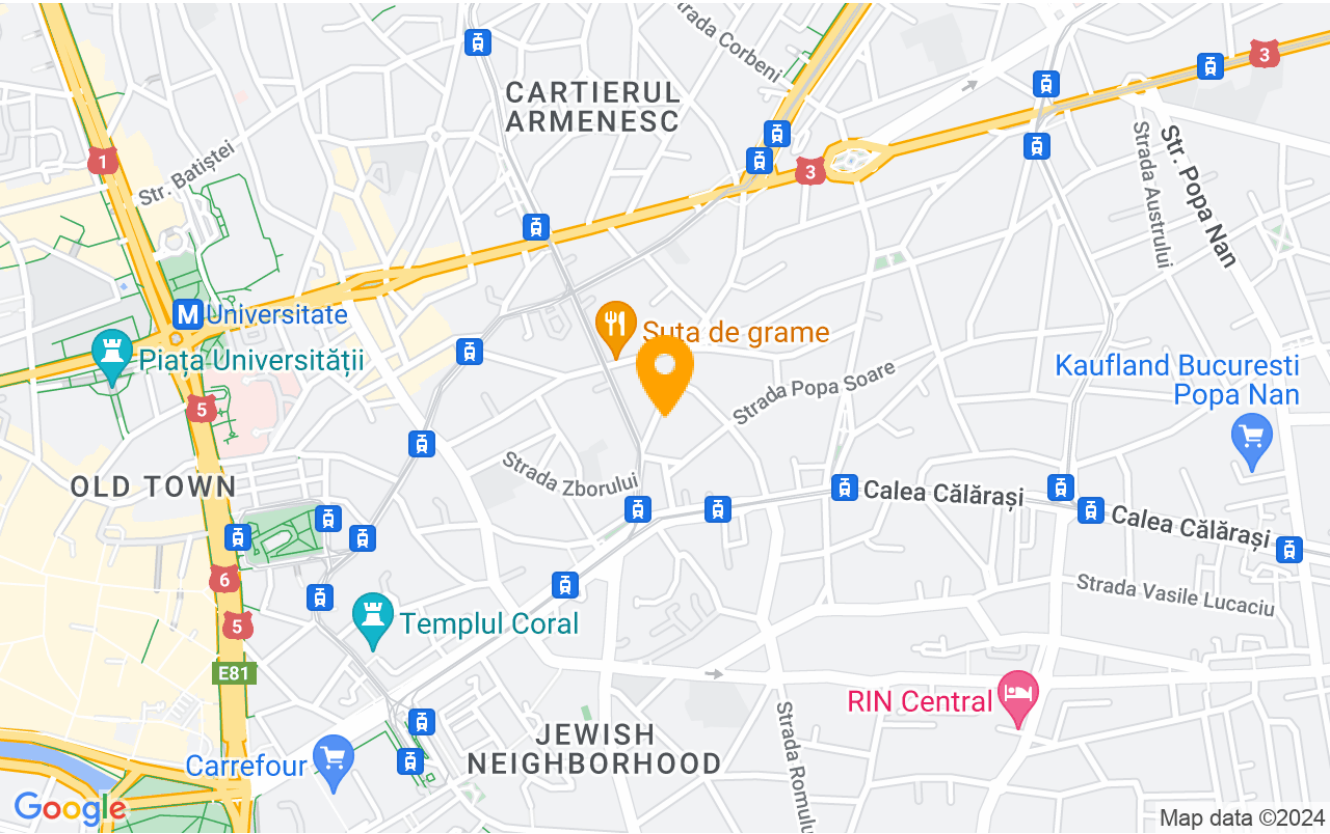 Strada Corbeni
3
CARTIERUL
ARMENESC
1
Str. Batiștei
3
Strada Austrului
Str. Popa Nan
M Universitate
Suta de grame
Piața Universității
Kaufland Bucuresti
Popa Nan
Strada Popa Soare
5
OLD TOWN
Strada Zborului
Calea Călărași
Calea Călărași
6
Strada Vasile Lucaciu
5
Templul Coral
E81
RIN Central
JEWISH
NEIGHBORHOOD
Strada Romulu
Carrefour
Google
Map data ©2024